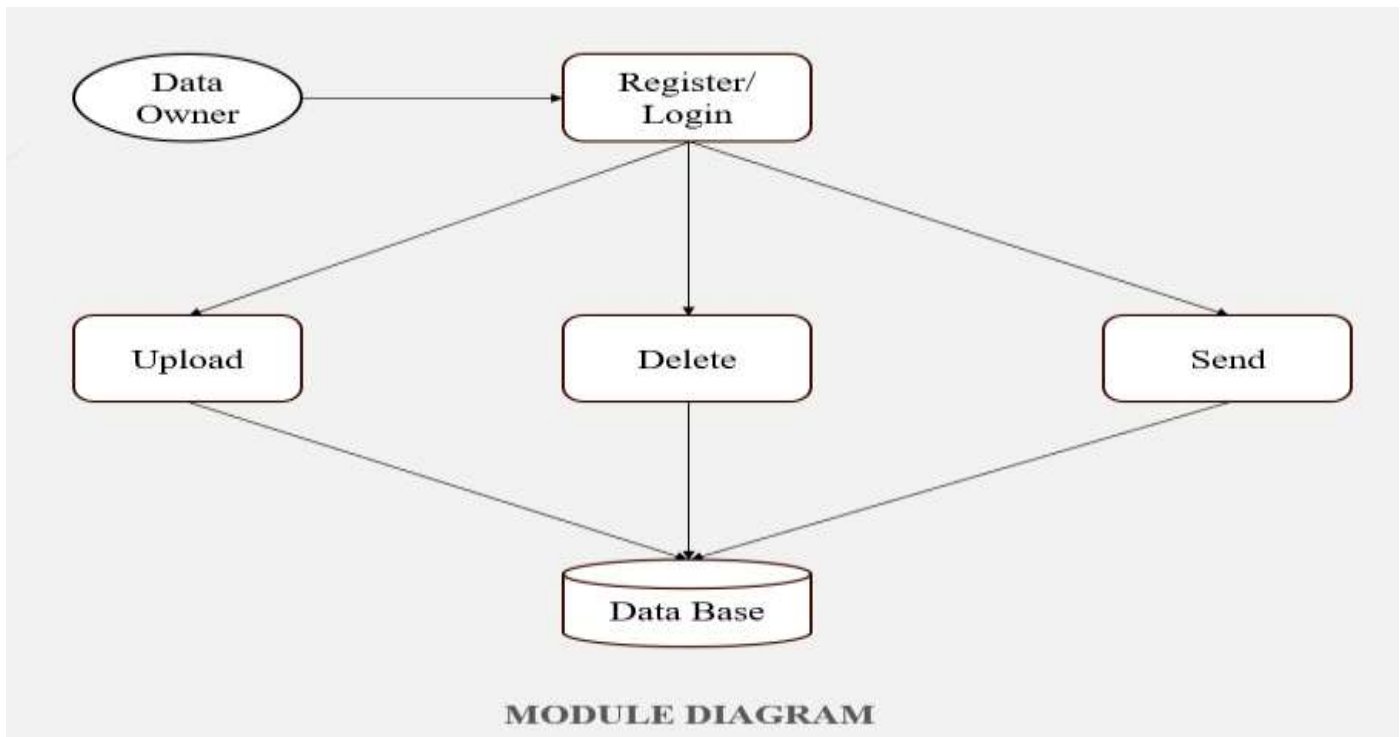 Data
Owner
Register/
Login
Upload
Delete
Send
Data Base
MODULE DIAGRAM